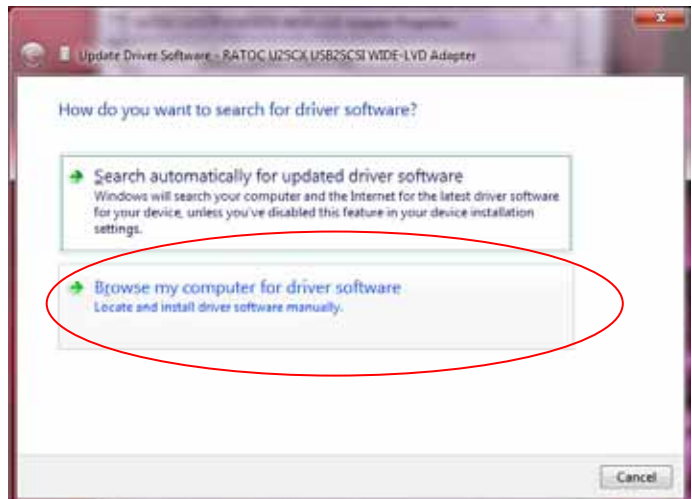 Update Driver Software - RATOC U2SCX USB2SCSI WIDE-LVD Adapter
How do you want to search for driver software?
Search automatically for updated driver software
Windows will search your computer and the Internet for the latest driver software
for your device, unless you've disabled this feature in your device installation
settings.
Browse my computer for driver software
Locate and install driver software manually.
Cancel